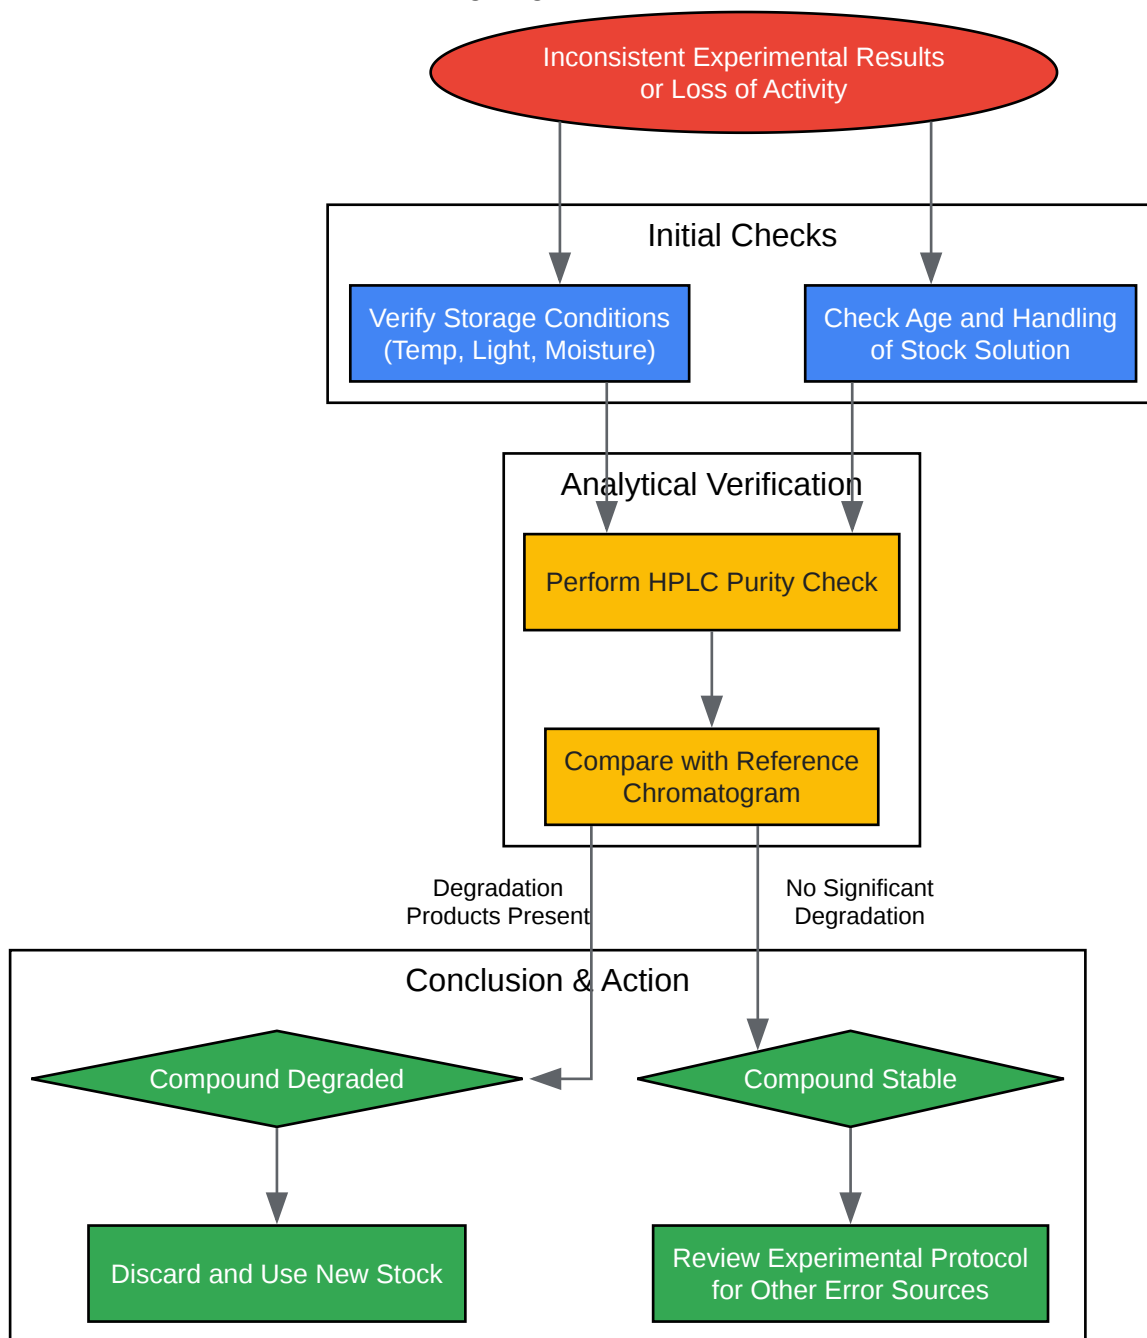 Inconsistent Experimental Results
or Loss of Activity
Initial Checks
Verify Storage Conditions
(Temp, Light, Moisture)
Check Age and Handling
of Stock Solution
Analytical Verification
Perform HPLC Purity Check
Compare with Reference
Chromatogram
Degradation
Products Present
No Significant
Degradation
Conclusion & Action
Compound Degraded
Compound Stable
Discard and Use New Stock
Review Experimental Protocol
for Other Error Sources